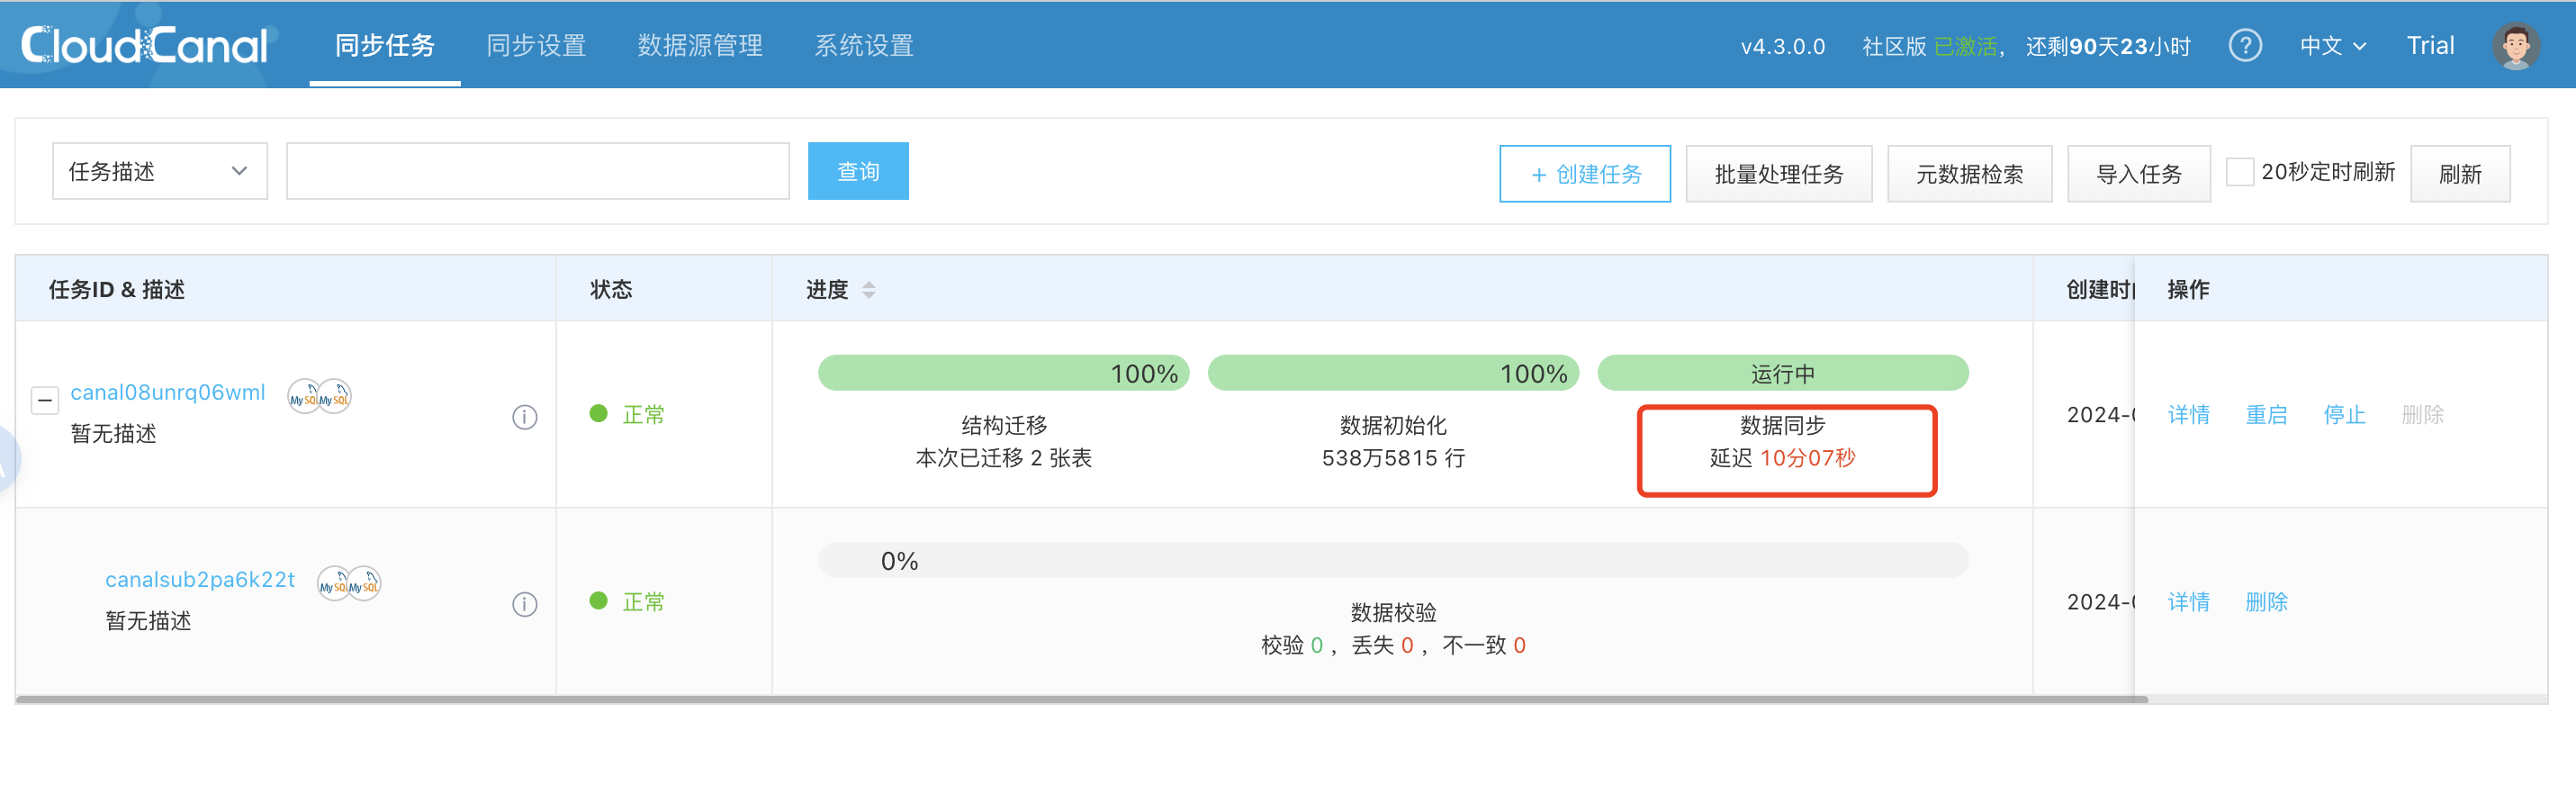 CloudCanal
同步任务
同步设置
数据源管理
系统设置
v4.3.0.0
社区版 已激活， 还剩90天23小时
?
中文
Trial
任务描述
查询
+ 创建任务
批量处理任务
元数据检索
导入任务
20秒定时刷新
刷新
任务ID & 描述
状态
进度
创建时
操作
canal08unrq06wml
MySQL MySQL
暂无描述
正常
100%
100%
运行中
结构迁移
本次已迁移 2 张表
数据初始化
538万5815 行
数据同步
延迟 10分07秒
2024-0
详情
重启
停止
删除
canalsub2pa6k22t
MySQL MySQL
暂无描述
正常
0%
数据校验
校验 0 ， 丢失 0 ， 不一致 0
2024-0
详情
删除